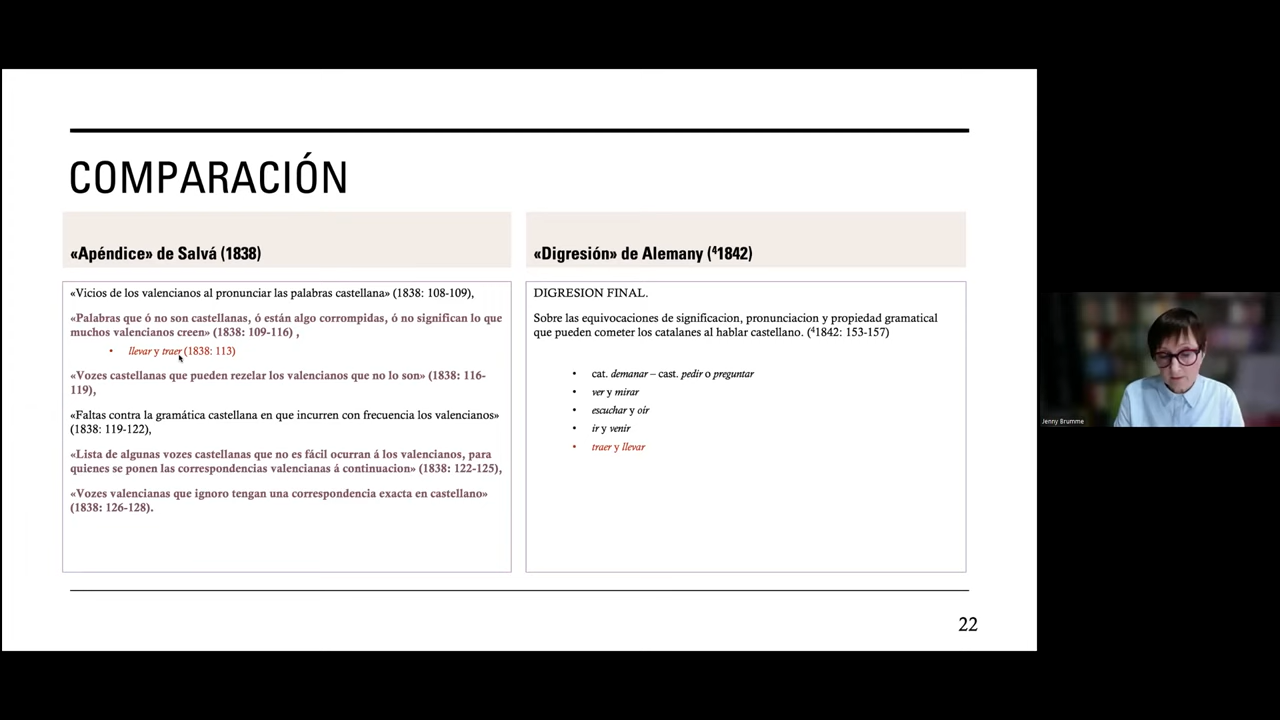 COMPARACIÓN
«Apéndice» de Salvá (1838)
«Vicios de los valencianos al pronunciar las palabras castellana» (1838: 108-109),
«Palabras que ó no son castellanas, ó están algo corrompidas, ó no significan lo que
muchos valencianos creen» (1838: 109-116) ,
• llevar y traer (1838: 113)
«Vozes castellanas que pueden rezelar los valencianos que no lo son» (1838: 116-
119),
«Faltas contra la gramática castellana en que incurren con frecuencia los valencianos»
(1838: 119-122),
«Lista de algunas vozes castellanas que no es fácil ocurran á los valencianos, para
quienes se ponen las correspondencias valencianas á continuacion» (1838: 122-125),
«Vozes valencianas que ignoro tengan una correspondencia exacta en castellano»
(1838: 126-128).
«Digresión» de Alemany (⁴1842)
DIGRESION FINAL.
Sobre las equivocaciones de significacion, pronunciacion y propiedad gramatical
que pueden cometer los catalanes al hablar castellano. (⁴1842: 153-157)
• cat. demanar – cast. pedir o preguntar
• ver y mirar
• escuchar y oír
• ir y venir
• traer y llevar
22
Jenny Brumme